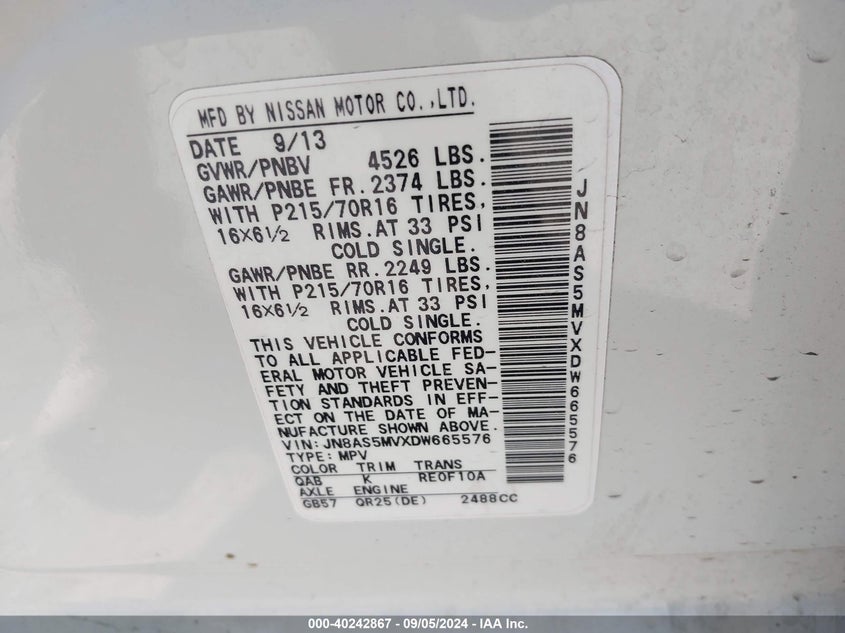 MFD BY NISSAN MOTOR CO.,LTD.
DATE 9/13
GVWR/PNBV 4526 LBS.
GAWR/PNBE FR.2374 LBS.
WITH P215/70R16 TIRES,
16X6½ RIMS.AT 33 PSI
COLD SINGLE.
GAWR/PNBE RR.2249 LBS.
WITH P215/70R16 TIRES,
16X6½ RIMS.AT 33 PSI
COLD SINGLE.
THIS VEHICLE CONFORMS
TO ALL APPLICABLE FED-
ERAL MOTOR VEHICLE SA-
FETY AND THEFT PREVEN-
TION STANDARDS IN EFF-
ECT ON THE DATE OF MA-
NUFACTURE SHOWN ABOVE.
VIN: JN8AS5MVXDW665576
TYPE: MPV
COLOR TRIM TRANS
QAB K RE0F10A
AXLE ENGINE
GB57 QR25(DE) 2488CC
JN8AS5MVXDW665576
000-40242867 - 09/05/2024 - IAA Inc.